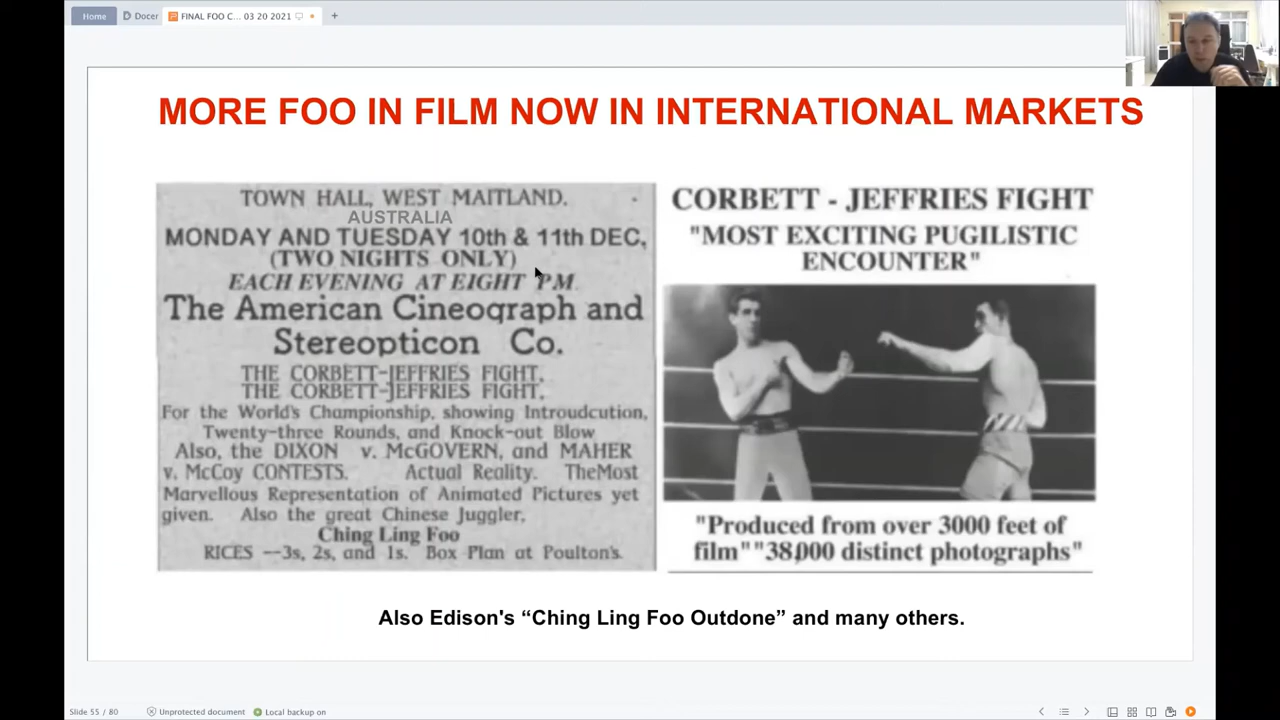 Home
Docer
FINAL FOO C... 03 20 2021
MORE FOO IN FILM NOW IN INTERNATIONAL MARKETS
TOWN HALL, WEST MAITLAND.
AUSTRALIA
MONDAY AND TUESDAY 10th & 11th DEC,
(TWO NIGHTS ONLY)
EACH EVENING AT EIGHT PM.
The American Cineograph and
Stereopticon Co.
THE CORBETT-JEFFRIES FIGHT,
THE CORBETT-JEFFRIES FIGHT,
For the World's Championship, showing Introudcution,
Twenty-three Rounds, and Knock-out Blow
Also, the DIXON v. McGOVERN, and MAHER
v. McCoy CONTESTS. Actual Reality. TheMost
Marvellous Representation of Animated Pictures yet
given. Also the great Chinese Juggler,
Ching Ling Foo
RICES --3s, 2s, and 1s. Box Plan at Poulton's.
CORBETT - JEFFRIES FIGHT
"MOST EXCITING PUGILISTIC
ENCOUNTER"
"Produced from over 3000 feet of
film""38,000 distinct photographs"
Also Edison's “Ching Ling Foo Outdone” and many others.
Slide 55 / 80
Unprotected document
Local backup on